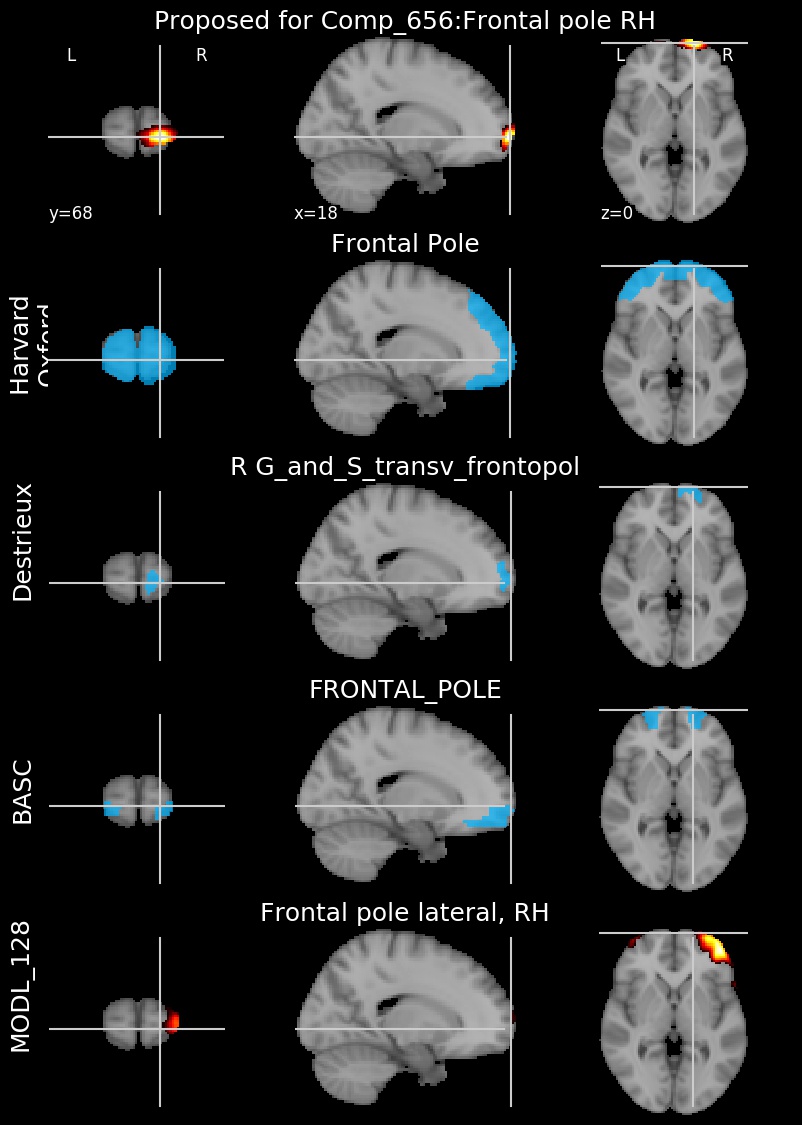 Proposed for Comp_656:Frontal pole RH
L R L R
y=68 x=18 z=0
Frontal Pole
Harvard
R G_and_S_transv_frontopol
Destrieux
FRONTAL_POLE
BASC
Frontal pole lateral, RH
MODL_128